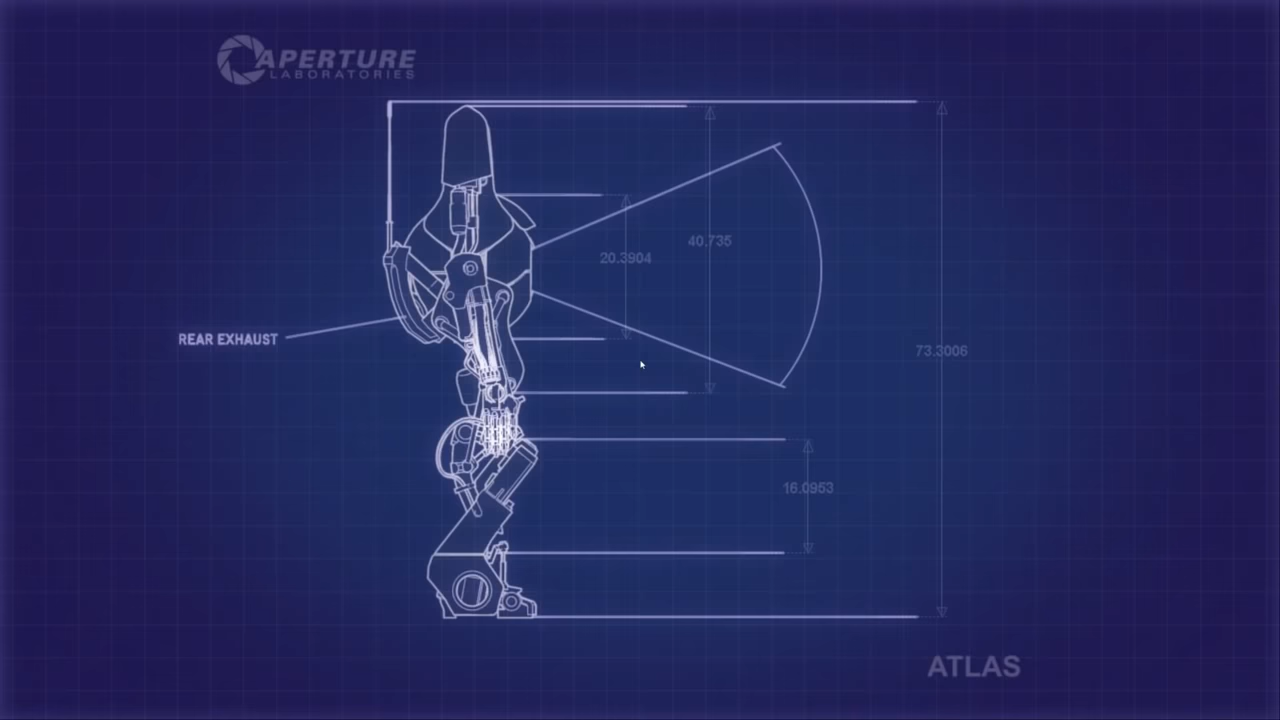 APERTURE
LABORATORIES
40.735
20.3904
REAR EXHAUST
73.3006
16.0953
ATLAS